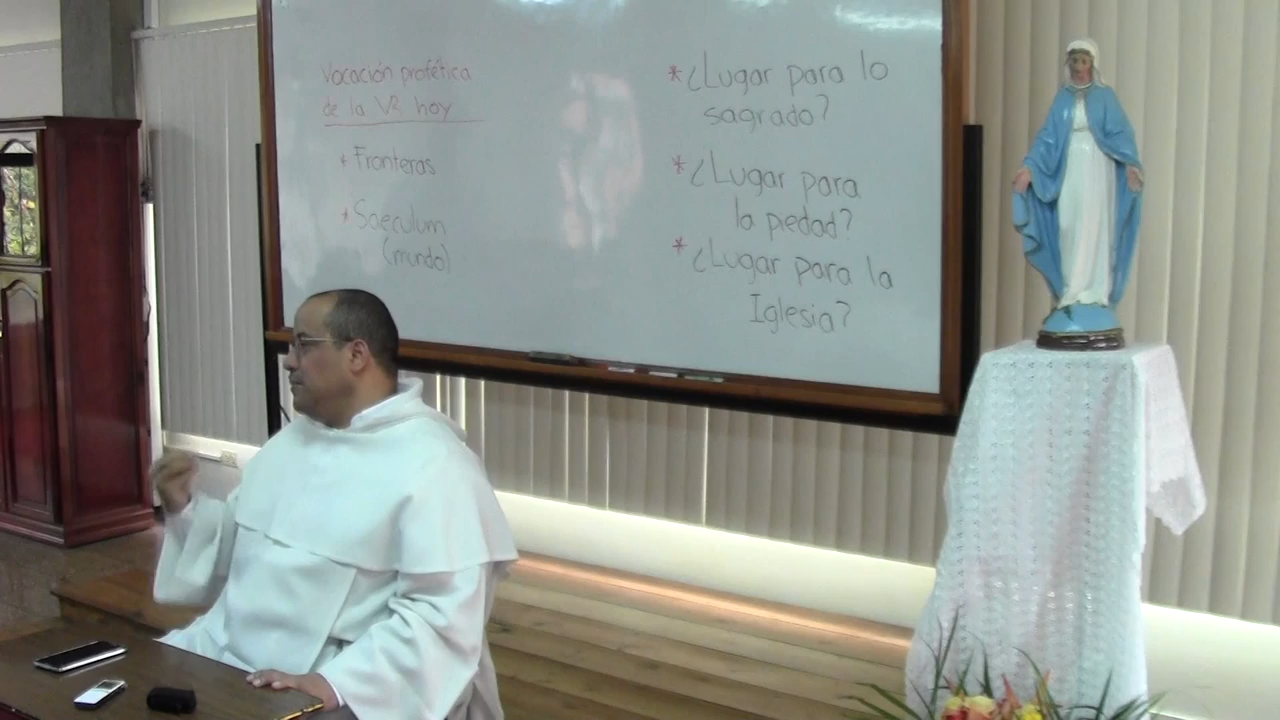 Vocación profética
de la VR hoy
* Fronteras
* Saeculum
(mundo)
* ¿Lugar para lo
sagrado?
* ¿Lugar para
la piedad?
* ¿Lugar para la
Iglesia?